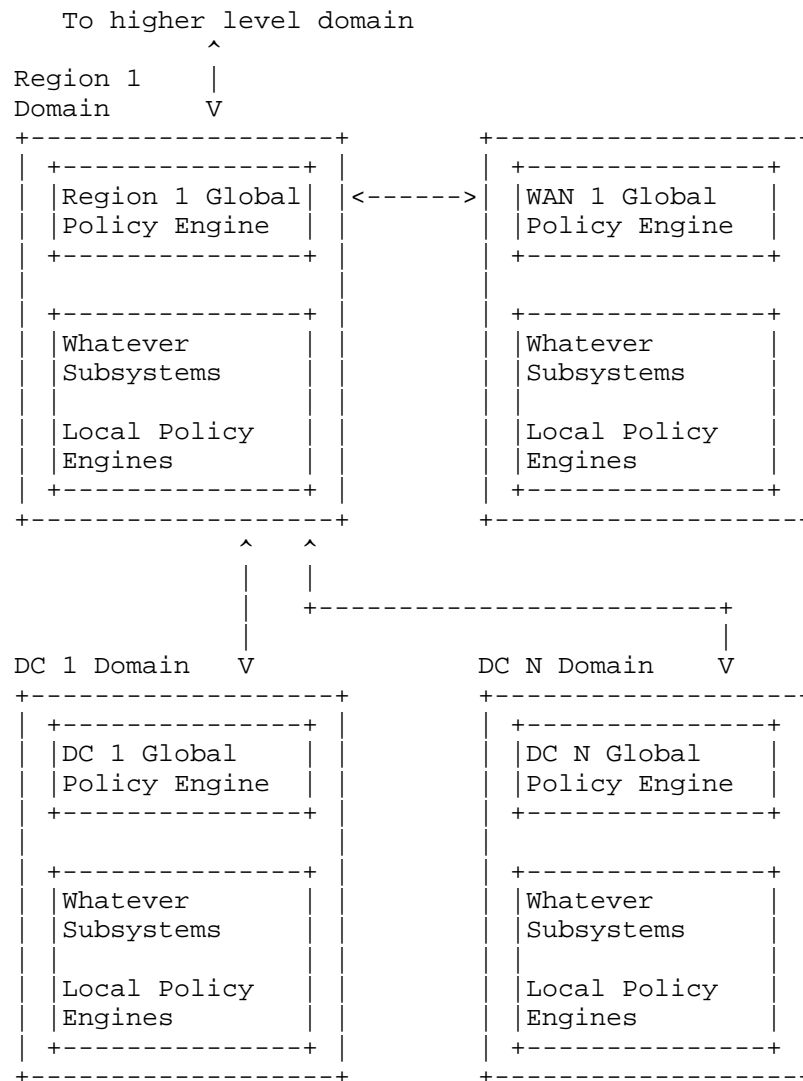 To higher level domain
Region 1
Domain
Region 1 Global
Policy Engine
WAN 1 Global
Policy Engine
Whatever
Subsystems
Local Policy
Engines
Whatever
Subsystems
Local Policy
Engines
DC 1 Domain
DC N Domain
DC 1 Global
Policy Engine
DC N Global
Policy Engine
Whatever
Subsystems
Local Policy
Engines
Whatever
Subsystems
Local Policy
Engines